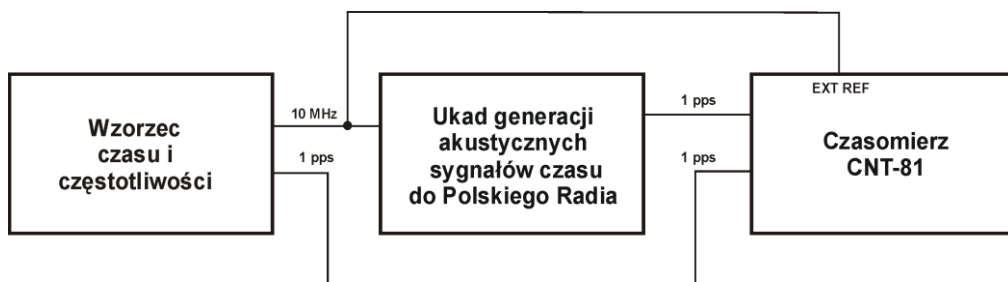 Wzorzec
czasu i
częstotliwości
10 MHz
1 pps
Ukad generacji
akustycznych
sygnałów czasu
do Polskiego Radia
1 pps
1 pps
EXT REF
Czasomierz
CNT-81